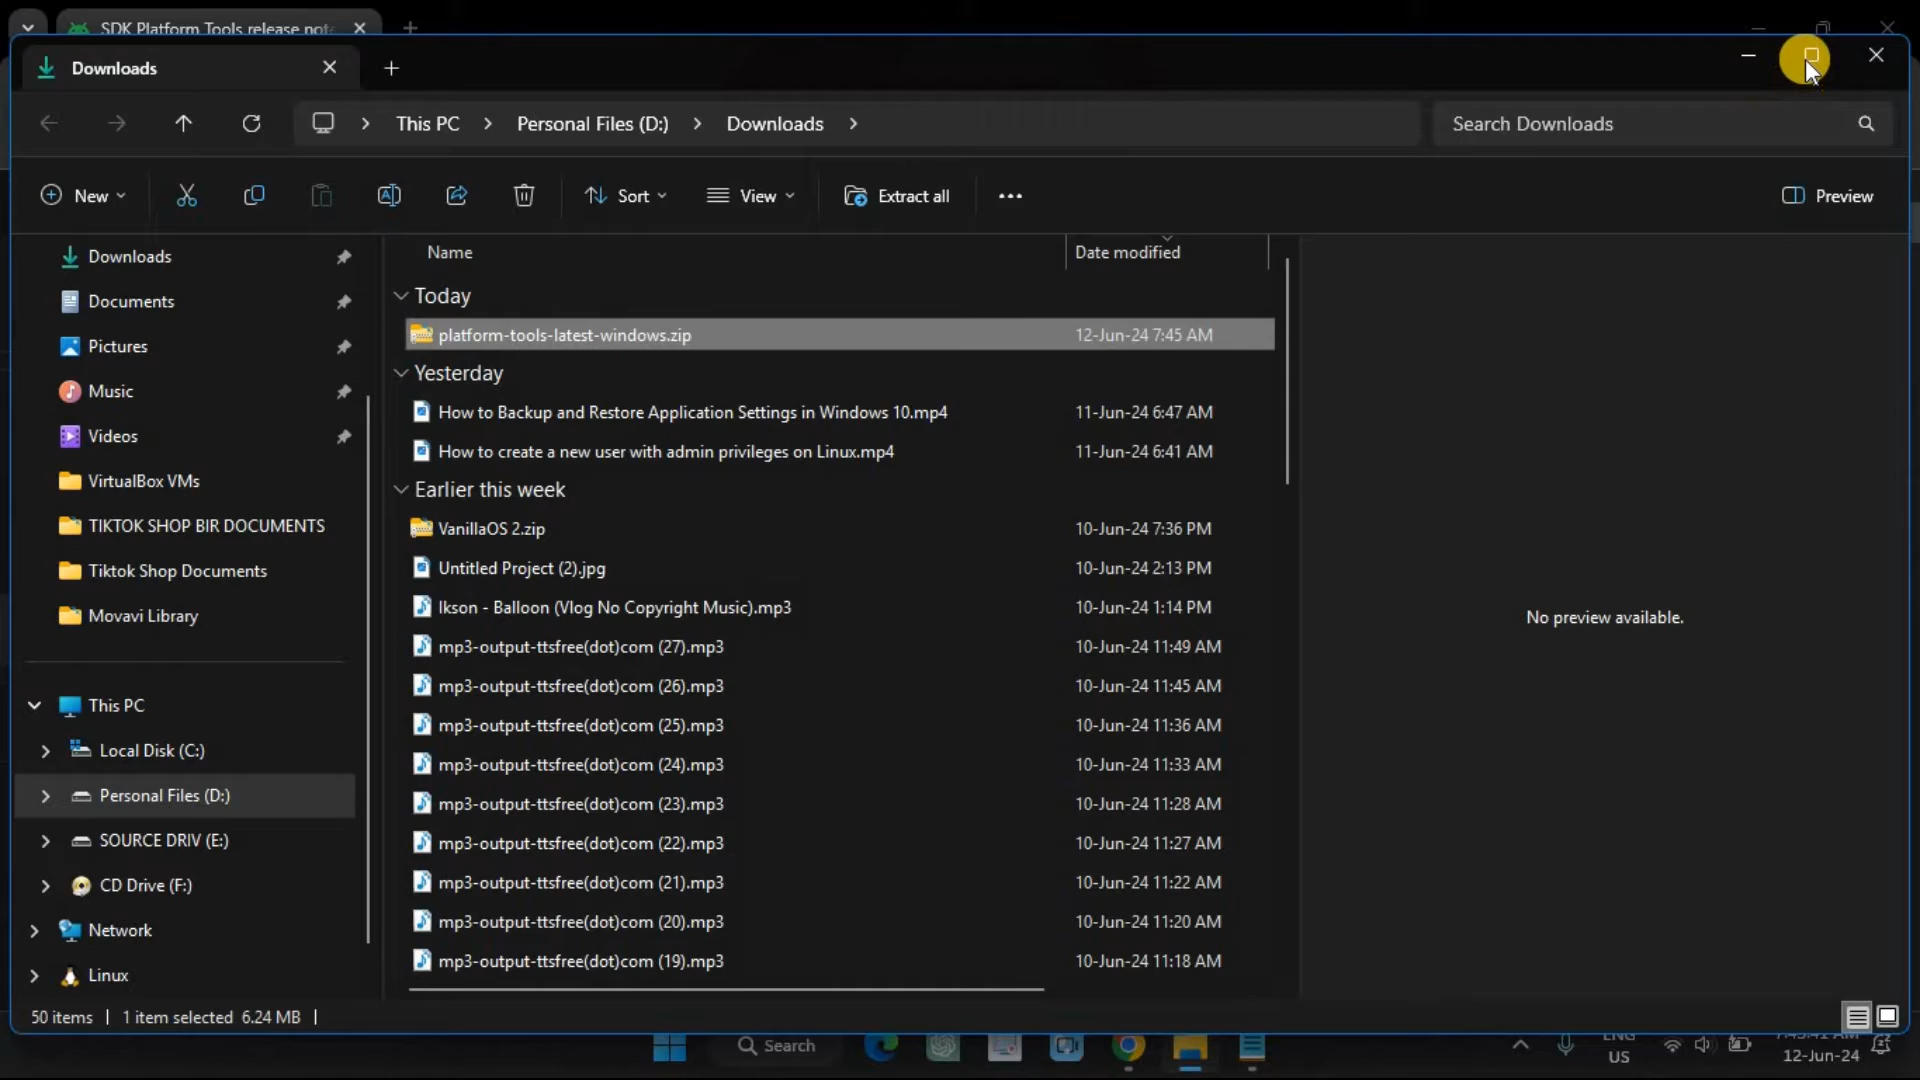 SDK Platform Tools release not
Downloads
This PC > Personal Files (D:) > Downloads >
Search Downloads
New
Sort
View
Extract all
Preview
Downloads
Documents
Pictures
Music
Videos
VirtualBox VMs
TIKTOK SHOP BIR DOCUMENTS
Tiktok Shop Documents
Movavi Library
This PC
Local Disk (C:)
Personal Files (D:)
SOURCE DRIV (E:)
CD Drive (F:)
Network
Linux
Name Date modified
Today
platform-tools-latest-windows.zip 12-Jun-24 7:45 AM
Yesterday
How to Backup and Restore Application Settings in Windows 10.mp4 11-Jun-24 6:47 AM
How to create a new user with admin privileges on Linux.mp4 11-Jun-24 6:41 AM
Earlier this week
VanillaOS 2.zip 10-Jun-24 7:36 PM
Untitled Project (2).jpg 10-Jun-24 2:13 PM
Ikson - Balloon (Vlog No Copyright Music).mp3 10-Jun-24 1:14 PM
mp3-output-ttsfree(dot)com (27).mp3 10-Jun-24 11:49 AM
mp3-output-ttsfree(dot)com (26).mp3 10-Jun-24 11:45 AM
mp3-output-ttsfree(dot)com (25).mp3 10-Jun-24 11:36 AM
mp3-output-ttsfree(dot)com (24).mp3 10-Jun-24 11:33 AM
mp3-output-ttsfree(dot)com (23).mp3 10-Jun-24 11:28 AM
mp3-output-ttsfree(dot)com (22).mp3 10-Jun-24 11:27 AM
mp3-output-ttsfree(dot)com (21).mp3 10-Jun-24 11:22 AM
mp3-output-ttsfree(dot)com (20).mp3 10-Jun-24 11:20 AM
mp3-output-ttsfree(dot)com (19).mp3 10-Jun-24 11:18 AM
No preview available.
50 items | 1 item selected 6.24 MB |
Search
ENG
US
12-Jun-24